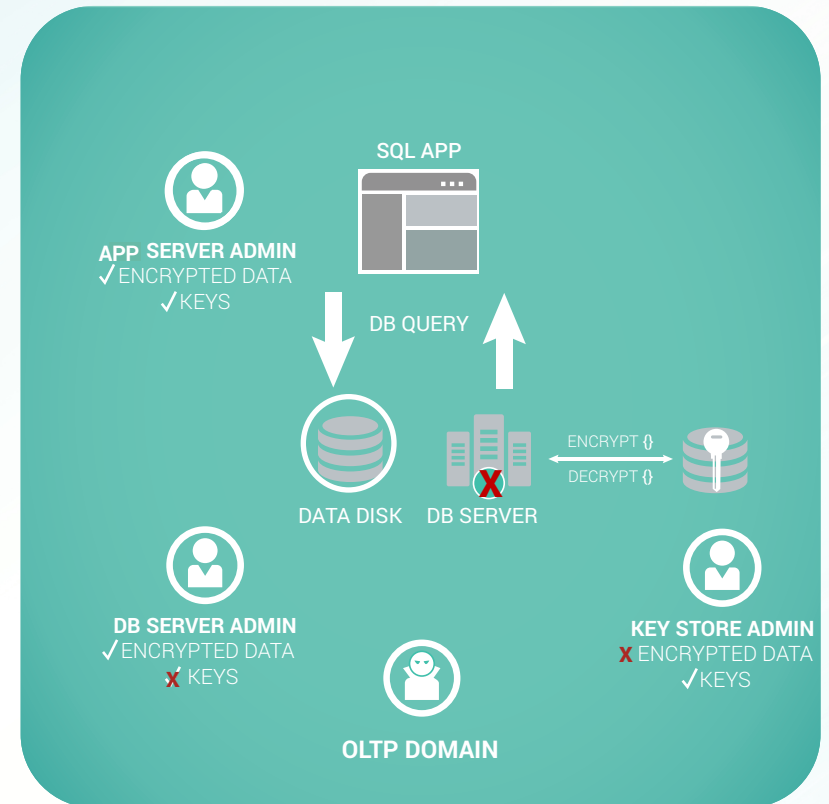 SQL APP
APP SERVER ADMIN
✓ ENCRYPTED DATA
✓ KEYS
DB QUERY
ENCRYPT {}
DECRYPT {}
X
DATA DISK
DB SERVER
DB SERVER ADMIN
✓ ENCRYPTED DATA
X KEYS
KEY STORE ADMIN
X ENCRYPTED DATA
✓ KEYS
OLTP DOMAIN